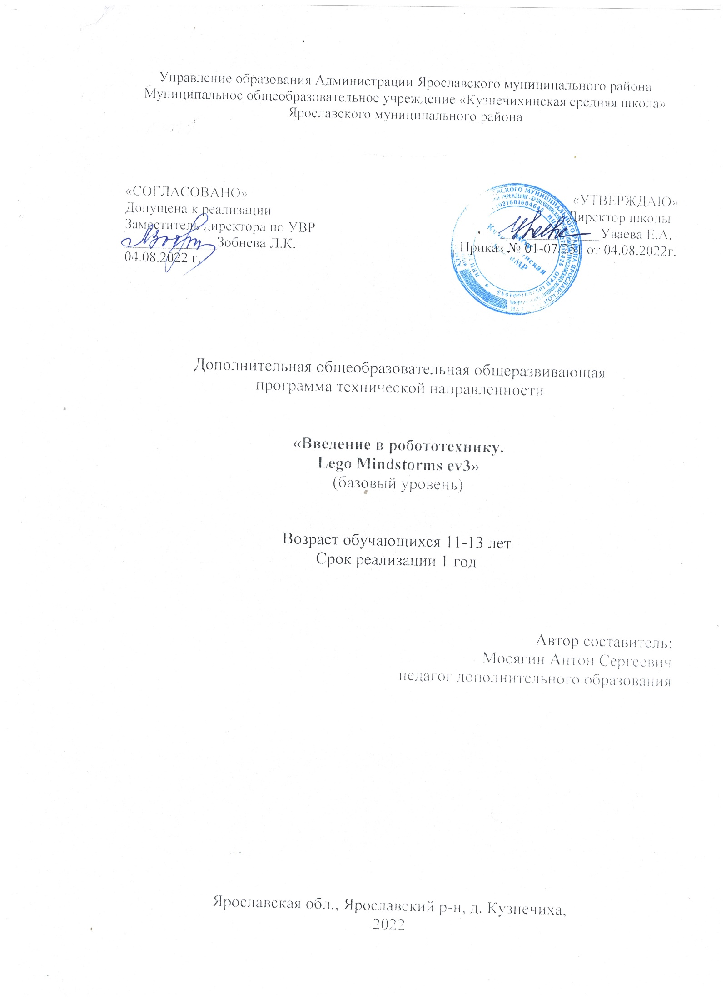 Управление образования Администрации Ярославского муниципального района
Муниципальное общеобразовательное учреждение «Кузнечихинская средняя школа»
Ярославского муниципального района
«СОГЛАСОВАНО»
Допущена к реализации
Заместитель директора по УВР
Зобнева Л.К.
04.08.2022 г.
«УТВЕРЖДАЮ»
Директор школы
Уваева Е.А.
Приказ № 01-07/251 от 04.08.2022г.
Дополнительная общеобразовательная общеразвивающая
программа технической направленности
«Введение в робототехнику.
Lego Mindstorms ev3»
(базовый уровень)
Возраст обучающихся 11-13 лет
Срок реализации 1 год
Автор составитель:
Мосягин Антон Сергеевич
педагог дополнительного образования
Ярославская обл., Ярославский р-н, д. Кузнечиха,
2022